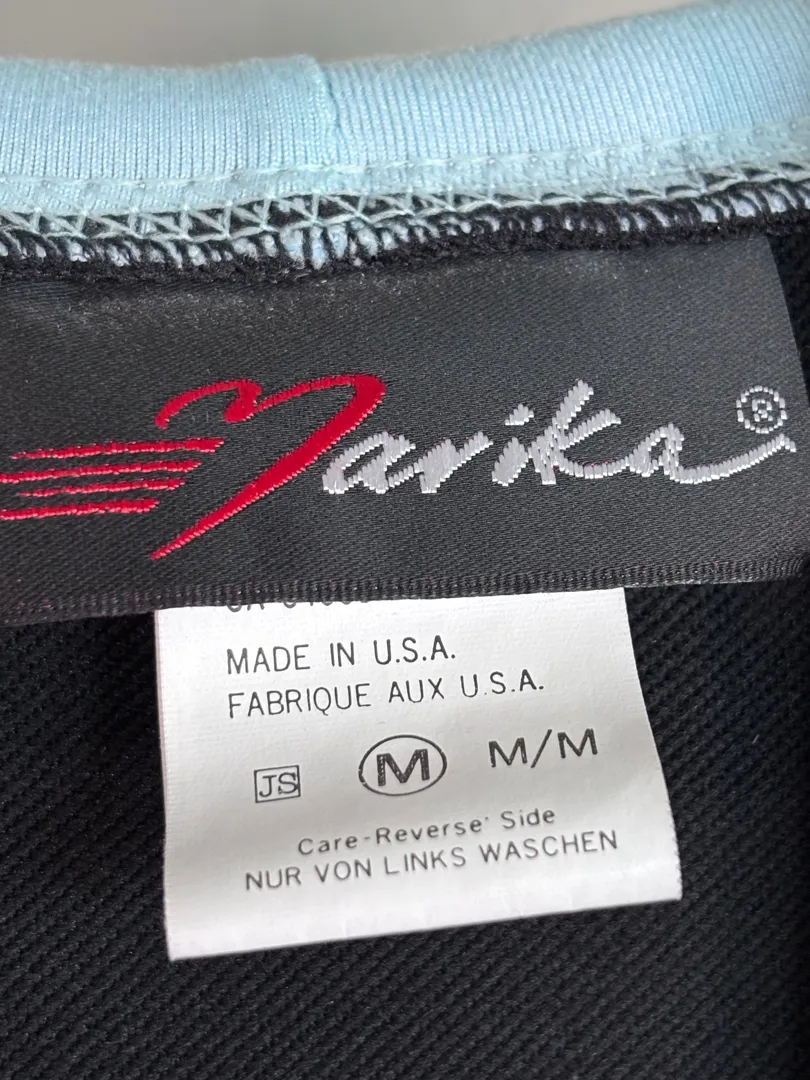 Marika®
MADE IN U.S.A.
FABRIQUE AUX U.S.A.
JS M M/M
Care-Reverse Side
NUR VON LINKS WASCHEN